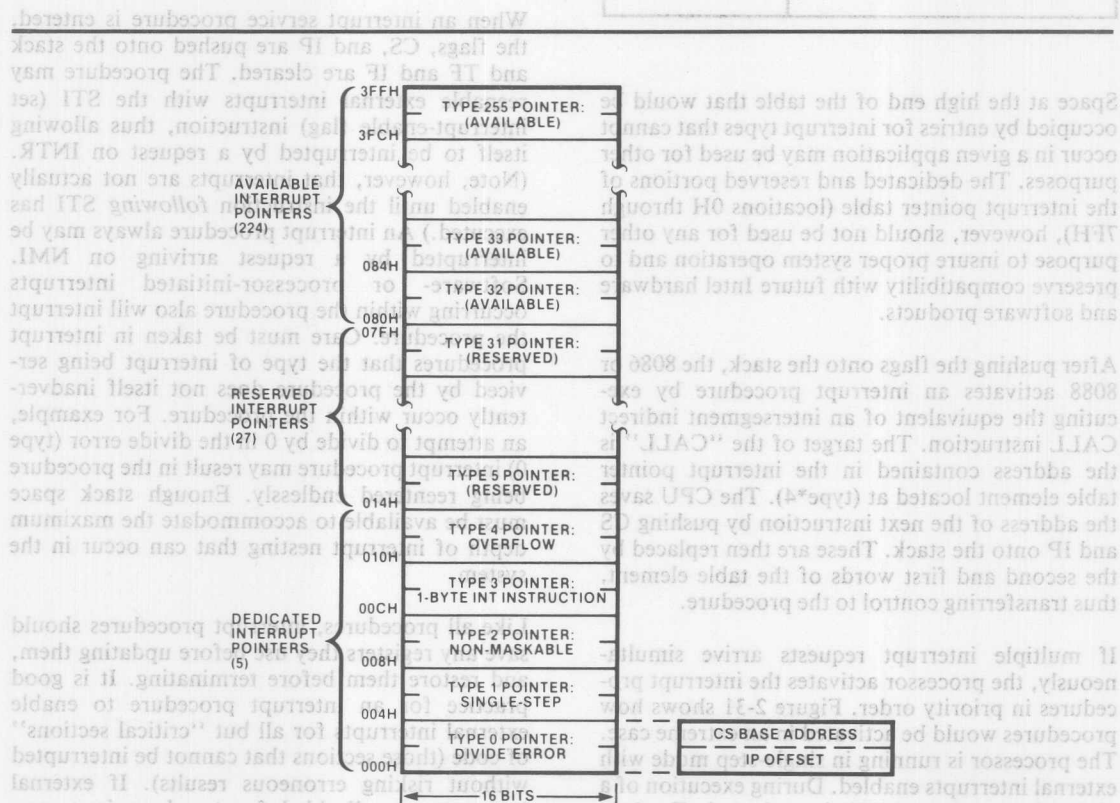 3FFH
TYPE 255 POINTER:
(AVAILABLE)
3FCH
AVAILABLE
INTERRUPT
POINTERS
(224)
TYPE 33 POINTER:
(AVAILABLE)
084H
TYPE 32 POINTER:
(AVAILABLE)
080H
07FH
TYPE 31 POINTER:
(RESERVED)
RESERVED
INTERRUPT
POINTERS
(27)
TYPE 5 POINTER:
(RESERVED)
014H
TYPE 4 POINTER:
OVERFLOW
010H
TYPE 3 POINTER:
1-BYTE INT INSTRUCTION
00CH
DEDICATED
INTERRUPT
POINTERS
(5)
TYPE 2 POINTER:
NON-MASKABLE
008H
TYPE 1 POINTER:
SINGLE-STEP
004H
TYPE 0 POINTER:
DIVIDE ERROR
000H
CS BASE ADDRESS
IP OFFSET
16 BITS
Space at the high end of the table that would be
occupied by entries for interrupt types that cannot
occur in a given application may be used for other
purposes. The dedicated and reserved portions of
the interrupt pointer table (locations 0H through
7FH), however, should not be used for any other
purpose to insure proper system operation and to
preserve compatibility with future Intel hardware
and software products.
After pushing the flags onto the stack, the 8086 or
8088 activates an interrupt procedure by exe-
cuting the equivalent of an intersegment indirect
CALL instruction. The target of the "CALL" is
the address contained in the interrupt pointer
table element located at (type*4). The CPU saves
the address of the next instruction by pushing CS
and IP onto the stack. These are then replaced by
the second and first words of the table element,
thus transferring control to the procedure.
If multiple interrupt requests arrive simulta-
neously, the processor activates the interrupt pro-
cedures in priority order. Figure 2-31 shows how
procedures would be case.
The processor is running in mode with
external interrupts enabled. During execution of a
When an interrupt service procedure is entered,
the flags, CS, and IP are pushed onto the stack
and TF and IF are cleared. The procedure may
external interrupts with the STI (set
interrupt-enable flag) instruction, thus allowing
itself to be interrupted by a request on INTR.
(Note, however, that interrupts are not actually
enabled until the following STI has
executed.) An interrupt procedure always may be
interrupted by a request arriving on NMI.
Software- or processor-initiated interrupts
occurring within the procedure also will interrupt
the procedure. Care must be taken in interrupt
procedures that the type of interrupt being ser-
viced by the procedure does not itself inadver-
tently occur within the procedure. For example,
an attempt to divide by 0 in the divide error (type
0) interrupt procedure may result in the procedure
being reentered endlessly. Enough stack space
must be available to accommodate the maximum
depth of interrupt nesting that can occur in the
system.
Like all procedures, procedures should
save any registers they use before updating them,
and restore them before terminating. It is good
practice for an interrupt procedure to enable
external interrupts for all but "critical sections"
of code (those sections that cannot be interrupted
without risking erroneous results). If external